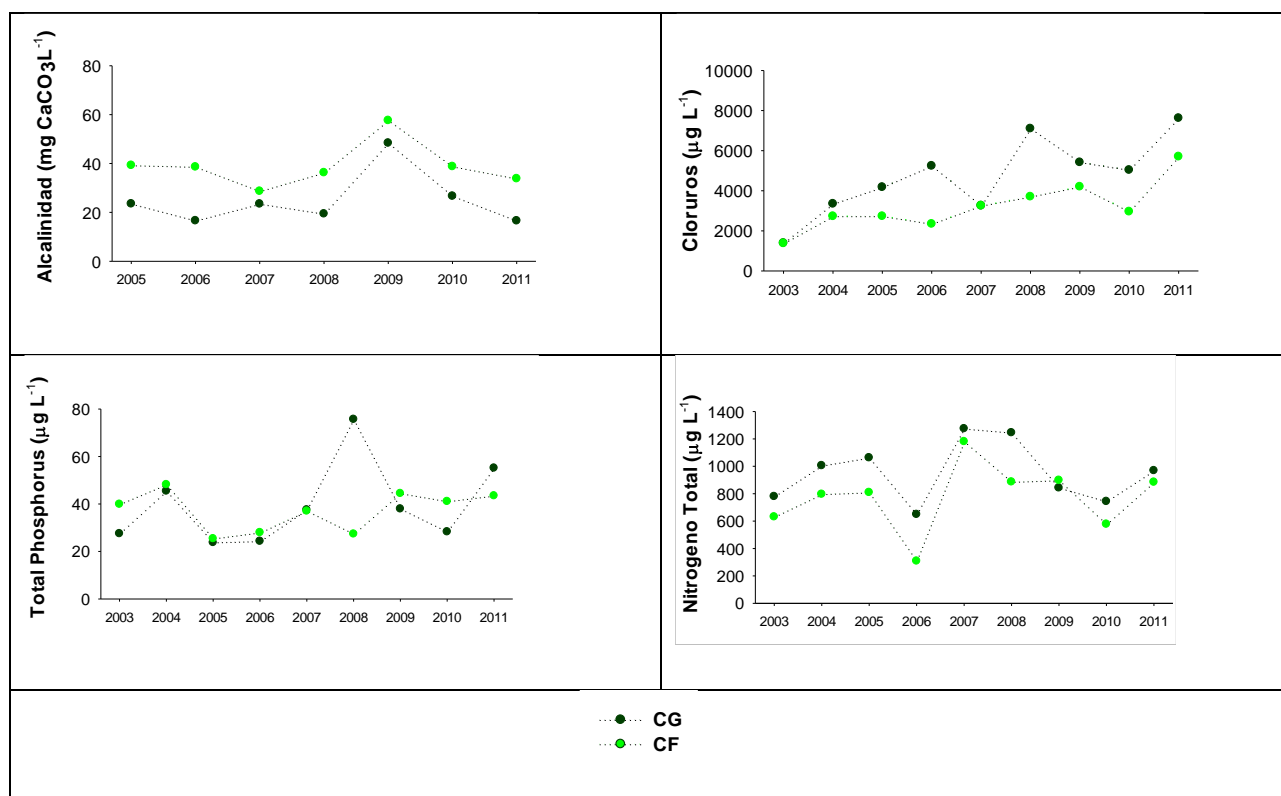 Alcalinidad (mg CaCO3L-1)
80
60
40
20
0
2005 2006 2007 2008 2009 2010 2011
Cloruros (µg L-1)
10000
8000
6000
4000
2000
0
2003 2004 2005 2006 2007 2008 2009 2010 2011
Total Phosphorus (µg L-1)
80
60
40
20
0
2003 2004 2005 2006 2007 2008 2009 2010 2011
Nitrogeno Total (µg L-1)
1400
1200
1000
800
600
400
200
0
2003 2004 2005 2006 2007 2008 2009 2010 2011
CG
CF